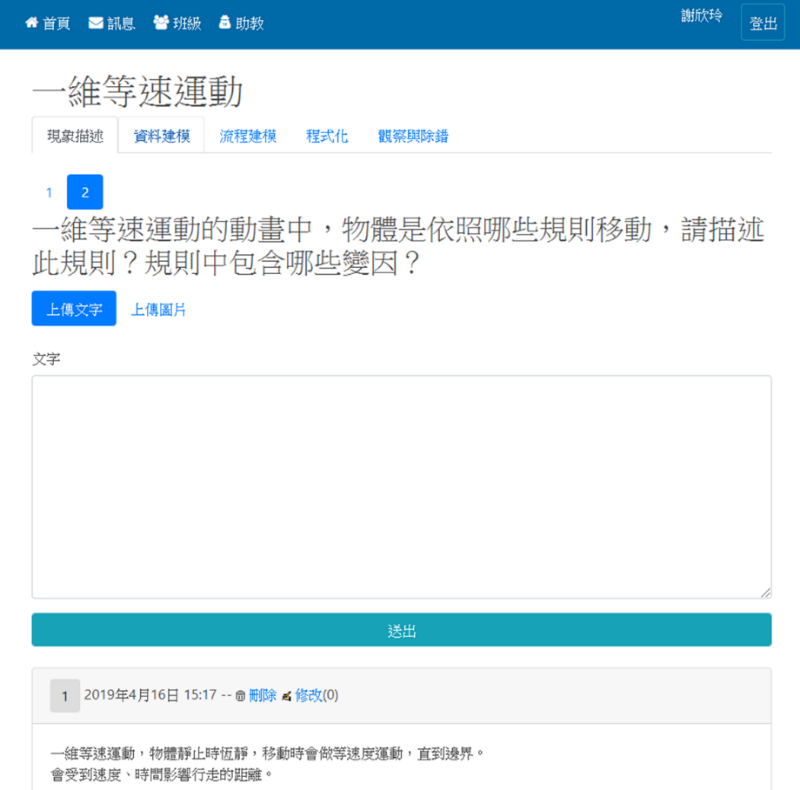 首頁 訊息 班級 助教 謝欣玲 登出
一維等速運動
現象描述 資料建模 流程建模 程式化 觀察與除錯
1 2
一維等速運動的動畫中，物體是依照哪些規則移動，請描述
此規則？規則中包含哪些變因？
上傳文字 上傳圖片
文字
送出
1 2019年4月16日 15:17 -- 刪除 修改(0)
一維等速運動，物體靜止時恆靜，移動時會做等速度運動，直到邊界。
會受到速度、時間影響行走的距離。